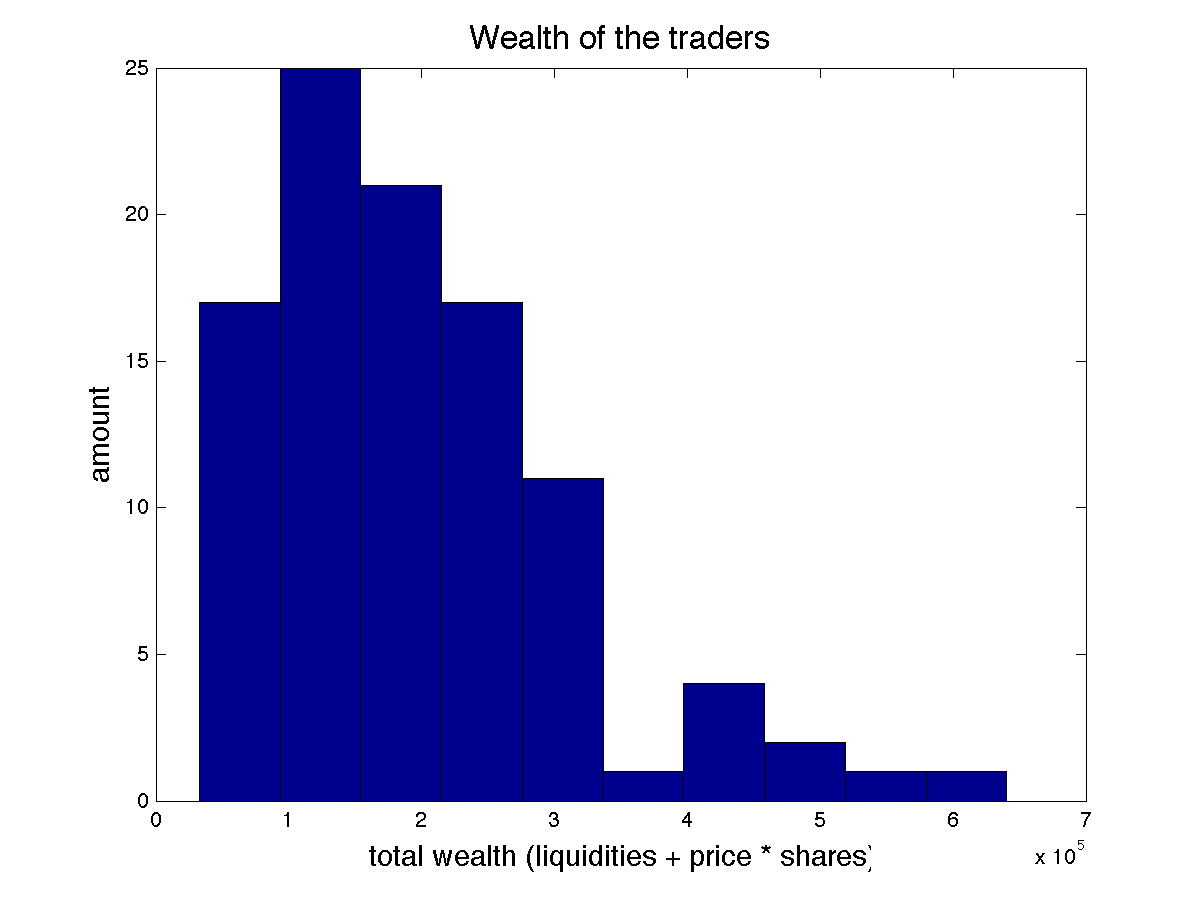 Wealth of the traders
25
20
15
10
5
0
amount
0 1 2 3 4 5 6 7
total wealth (liquidities + price * shares)
x 10^5